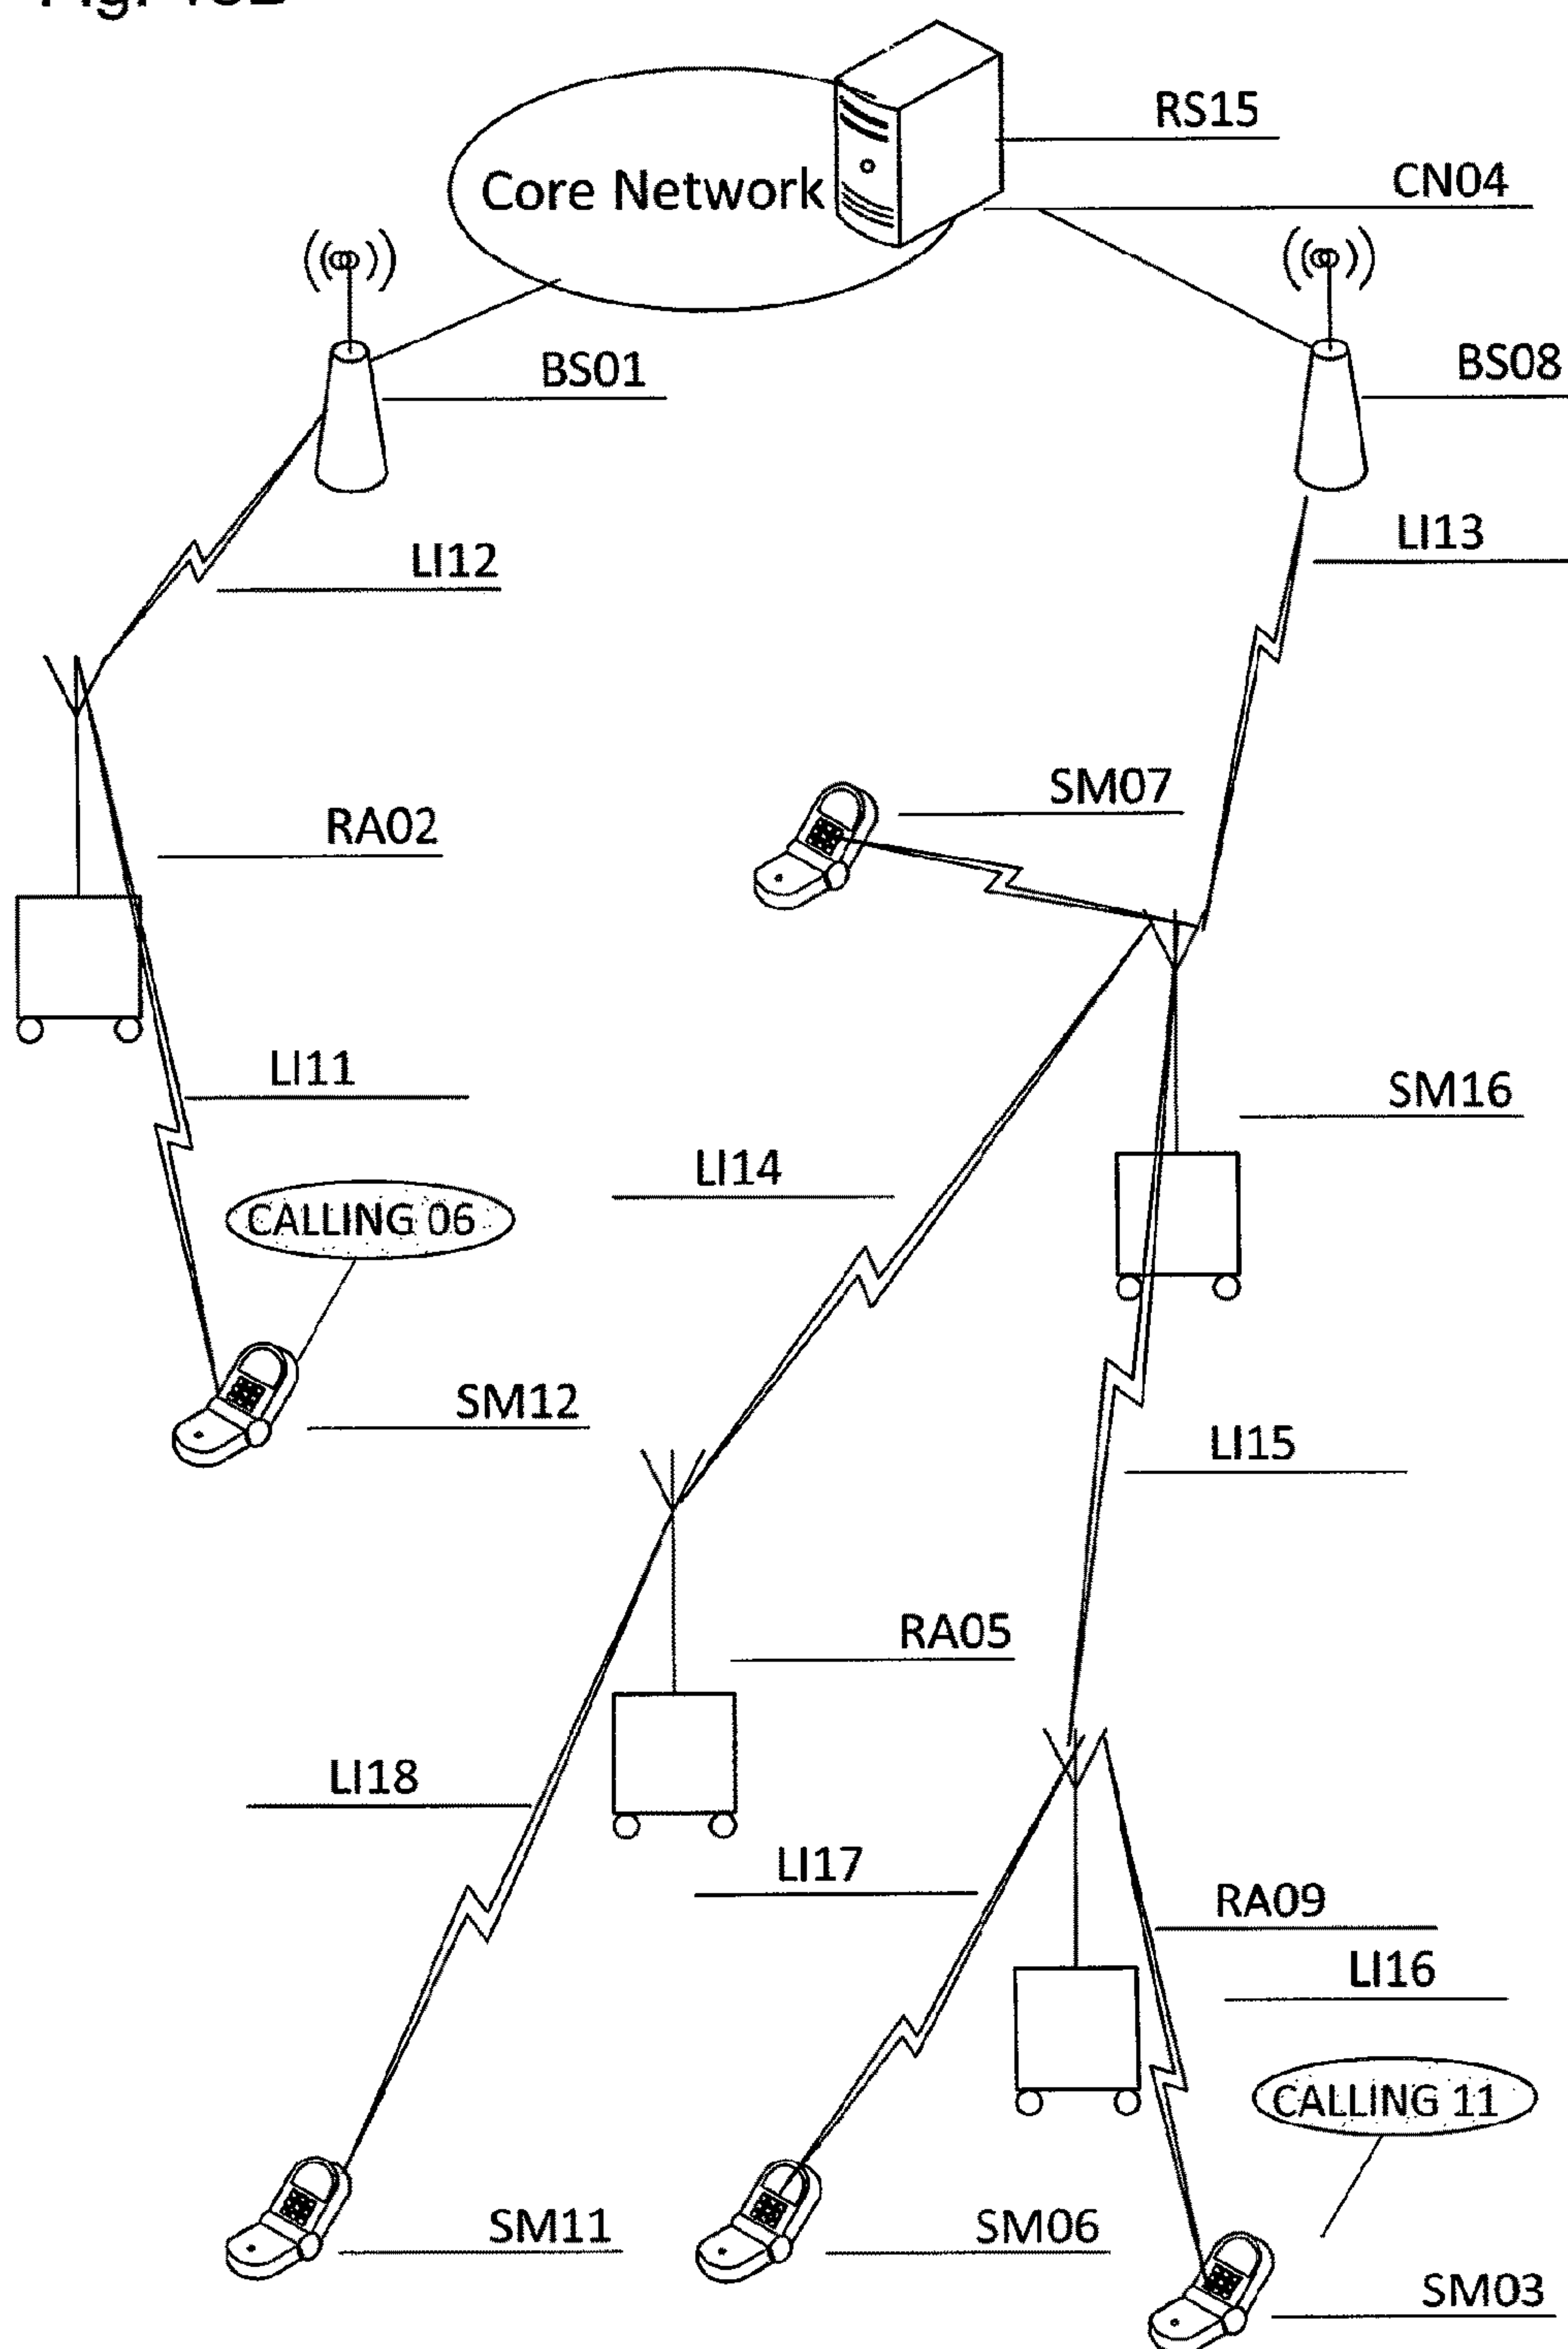 RS15
Core Network
CN04
BS01
BS08
LI12
LI13
SM07
RA02
LI11
SM16
LI14
CALLING 06
SM12
LI15
RA05
LI18
LI17
RA09
LI16
CALLING 11
SM11
SM06
SM03